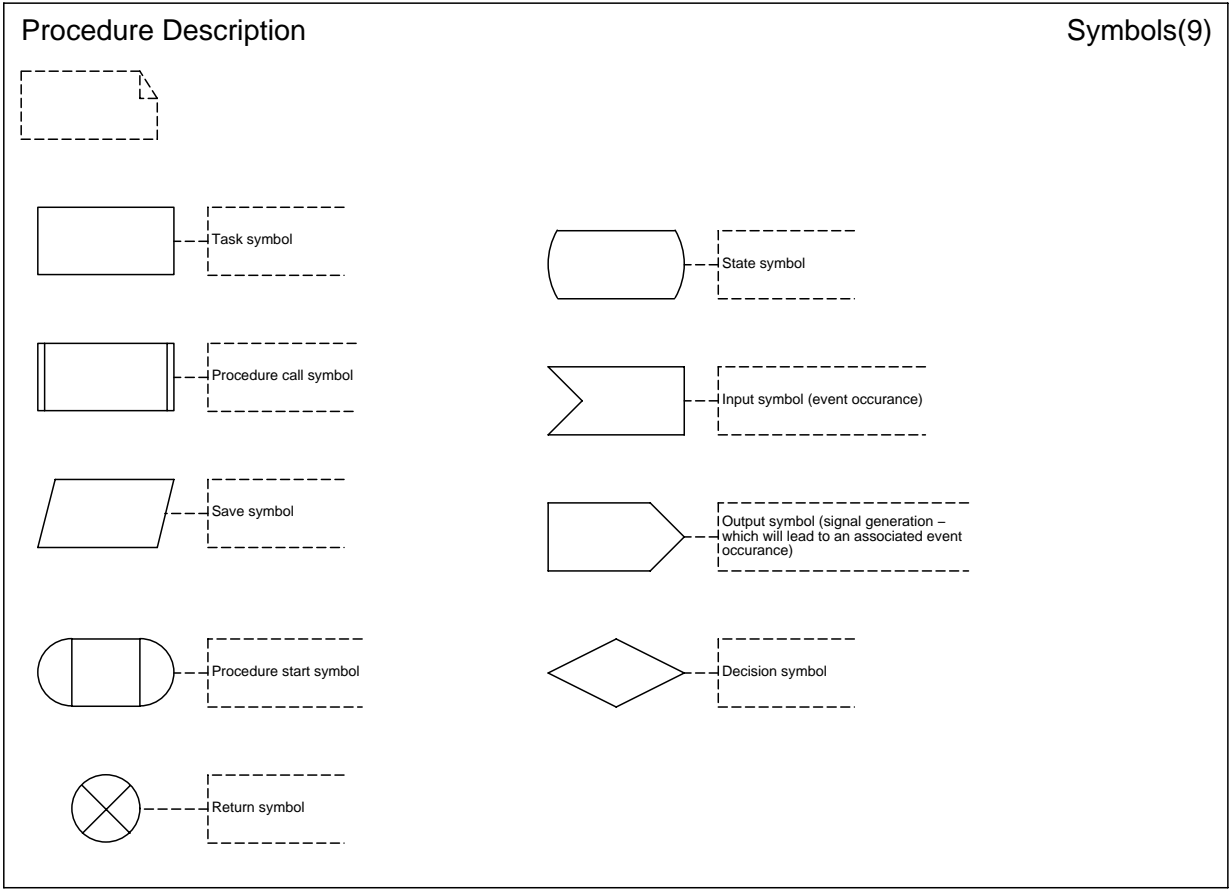 Procedure Description
Symbols(9)
Task symbol
State symbol
Procedure call symbol
Input symbol (event occurance)
Save symbol
Output symbol (signal generation –
which will lead to an associated event
occurance)
Procedure start symbol
Decision symbol
Return symbol